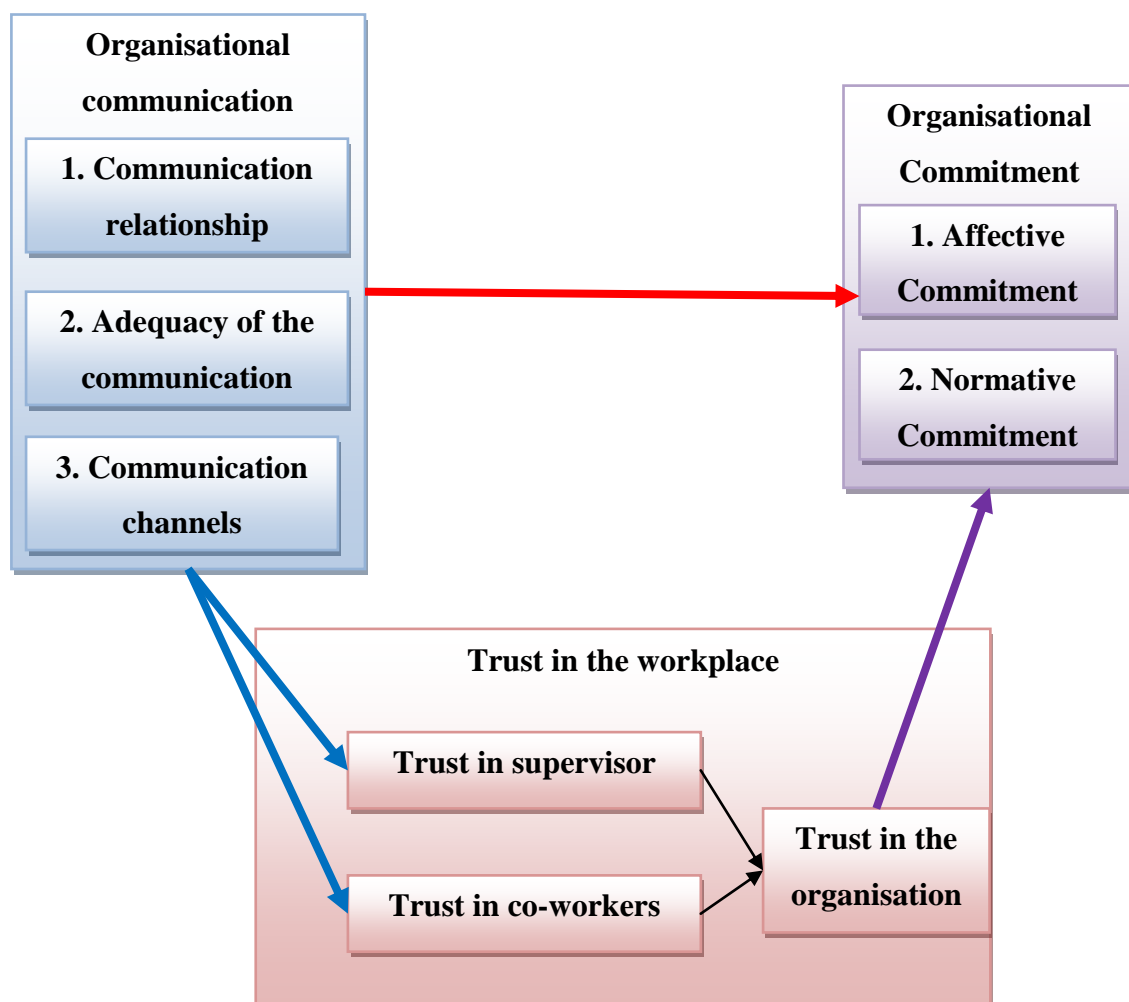 Organisational
communication
1. Communication
relationship
2. Adequacy of the
communication
3. Communication
channels
Organisational
Commitment
1. Affective
Commitment
2. Normative
Commitment
Trust in the workplace
Trust in supervisor
Trust in co-workers
Trust in the
organisation